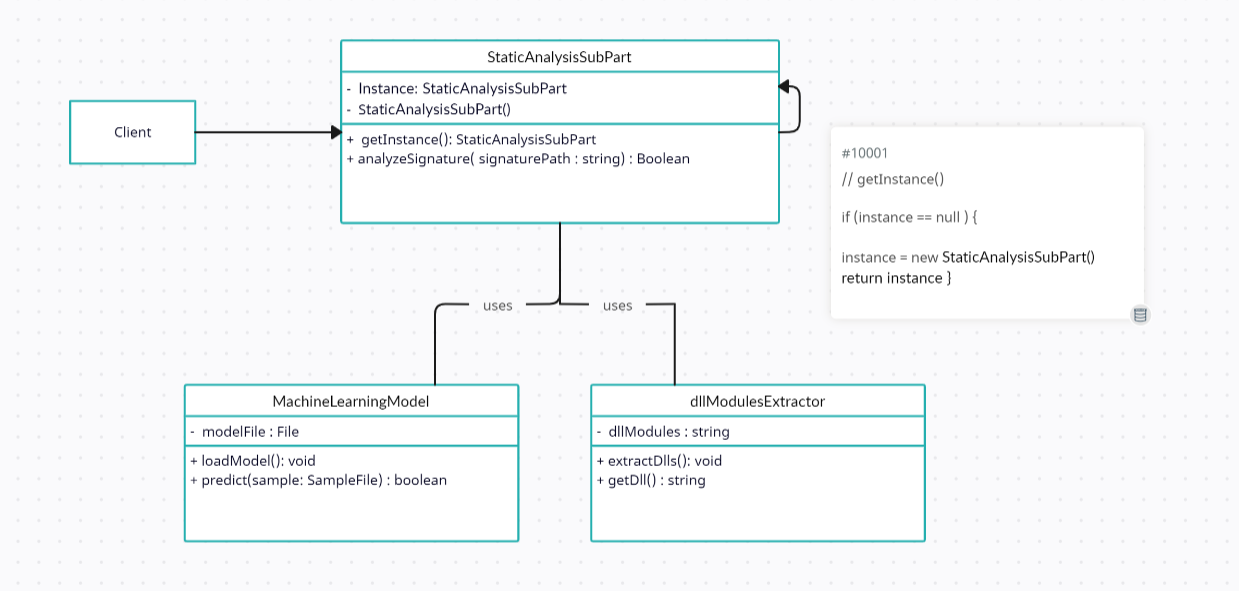 StaticAnalysisSubPart
- Instance: StaticAnalysisSubPart
- StaticAnalysisSubPart()
Client
+ getInstance(): StaticAnalysisSubPart
+ analyzeSignature( signaturePath : string) : Boolean
#10001
// getInstance()
if (instance == null ) {
instance = new StaticAnalysisSubPart()
return instance }
uses
uses
MachineLearningModel
- modelFile : File
+ loadModel(): void
+ predict(sample: SampleFile) : boolean
dllModulesExtractor
- dllModules : string
+ extractDlls(): void
+ getDll() : string